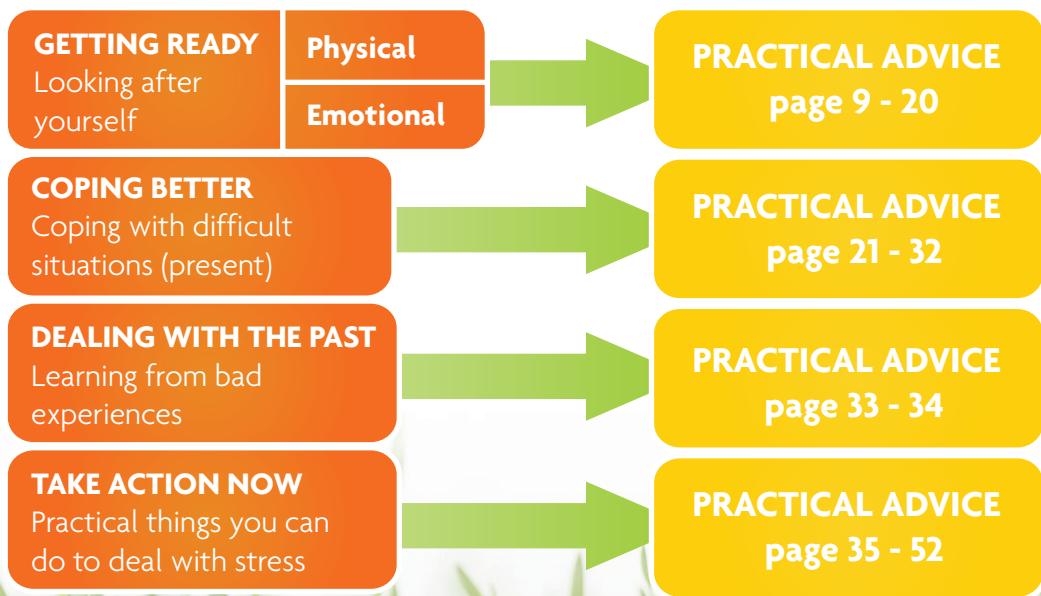 GETTING READY
Looking after
yourself
Physical
Emotional
PRACTICAL ADVICE
page 9 - 20
COPING BETTER
Coping with difficult
situations (present)
PRACTICAL ADVICE
page 21 - 32
DEALING WITH THE PAST
Learning from bad
experiences
PRACTICAL ADVICE
page 33 - 34
TAKE ACTION NOW
Practical things you can
do to deal with stress
PRACTICAL ADVICE
page 35 - 52